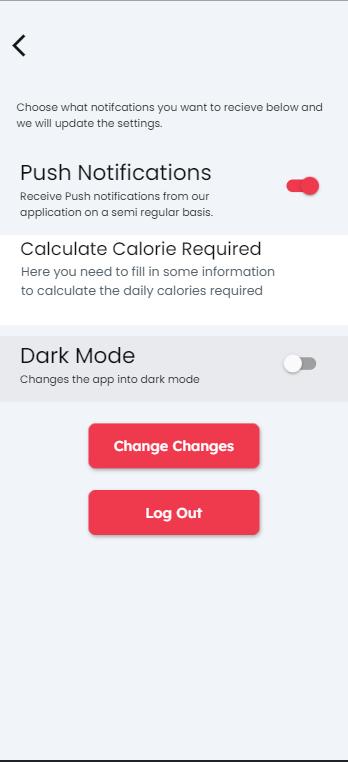 Choose what notifcations you want to recieve below and
we will update the settings.
Push Notifications
Receive Push notifications from our
application on a semi regular basis.
Calculate Calorie Required
Here you need to fill in some information
to calculate the daily calories required
Dark Mode
Changes the app into dark mode
Change Changes
Log Out